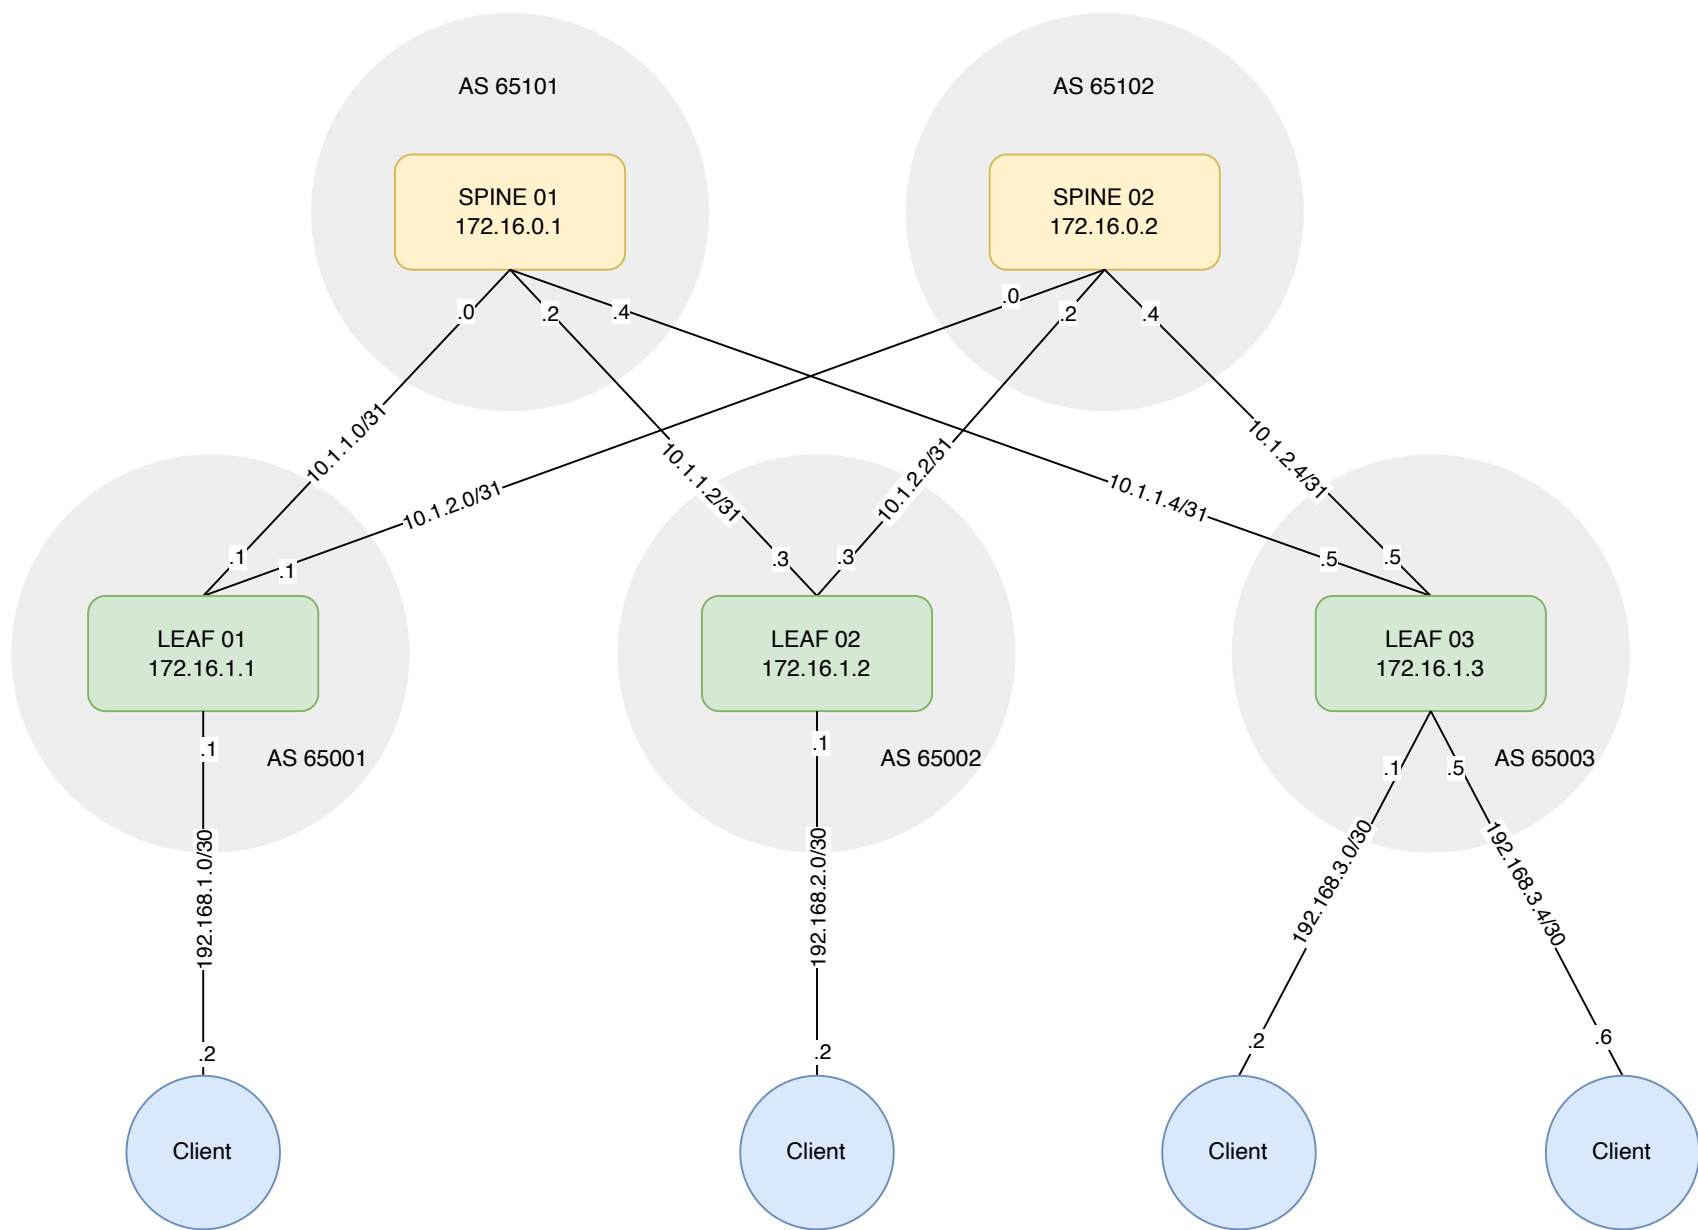 AS 65101
AS 65102
SPINE 01
172.16.0.1
SPINE 02
172.16.0.2
.0
.2
.4
.0
.2
.4
10.1.1.0/31
10.1.2.0/31
10.1.1.2/31
10.1.2.2/31
10.1.1.4/31
10.1.2.4/31
.1
.1
.3
.3
.5
.5
LEAF 01
172.16.1.1
LEAF 02
172.16.1.2
LEAF 03
172.16.1.3
.1
AS 65001
.1
AS 65002
.1
.5
AS 65003
192.168.1.0/30
192.168.2.0/30
192.168.3.0/30
192.168.3.4/30
.2
.2
.2
.6
Client
Client
Client
Client